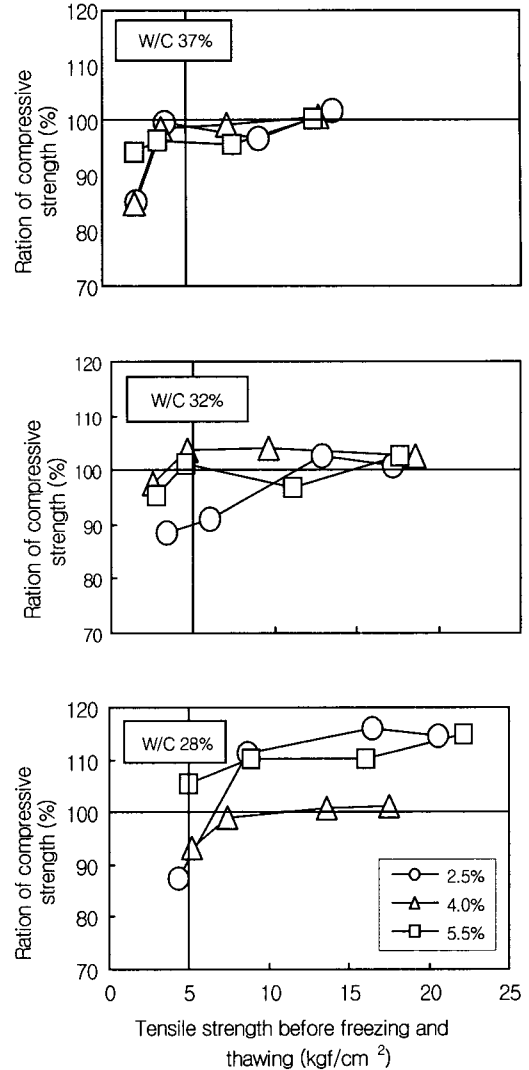 120
W/C 37%
110
100
90
80
70
Ration of compressive
strength (%)
120
W/C 32%
110
100
90
80
70
Ration of compressive
strength (%)
120
W/C 28%
110
100
90
80
70
Ration of compressive
strength (%)
2.5%
4.0%
5.5%
0 5 10 15 20 25
Tensile strength before freezing and
thawing (kgf/cm 2)